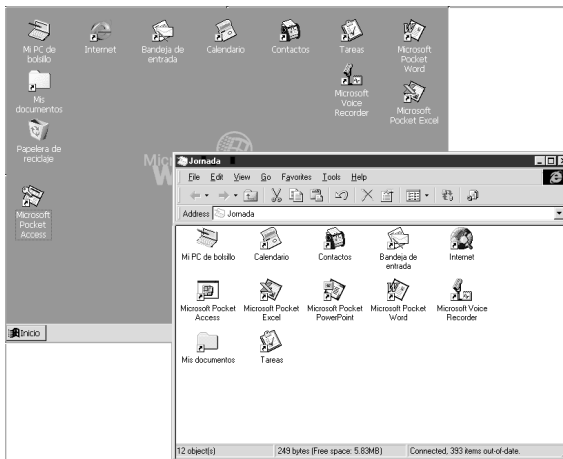 Mi PC de
bolsillo
Internet
Bandeja de
entrada
Calendario
Contactos
Tareas
Microsoft
Pocket
Word
Mis
documentos
Microsoft
Voice
Recorder
Microsoft
Pocket Excel
Papelera de
reciclaje
Microsoft
Pocket
Access
Inicio
Jornada
File Edit View Go Favorites Tools Help
Address Jornada
Mi PC de bolsillo
Calendario
Contactos
Bandeja de
entrada
Internet
Microsoft Pocket
Access
Microsoft Pocket
Excel
Microsoft Pocket
PowerPoint
Microsoft Pocket
Word
Microsoft Voice
Recorder
Mis documentos
Tareas
12 object(s)
249 bytes (Free space: 5.83MB)
Connected, 393 items out-of-date.